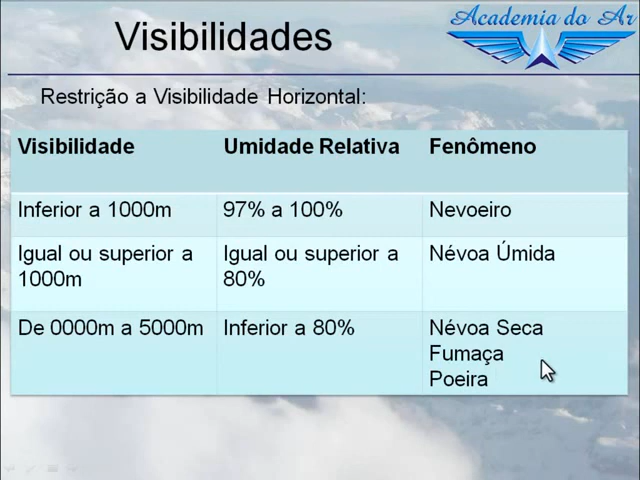 Visibilidades
Academia do Ar
Restrição a Visibilidade Horizontal:
Visibilidade Umidade Relativa Fenômeno
Inferior a 1000m 97% a 100% Nevoeiro
Igual ou superior a Igual ou superior a Névoa Úmida
1000m 80%
De 0000m a 5000m Inferior a 80% Névoa Seca
Fumaça
Poeira